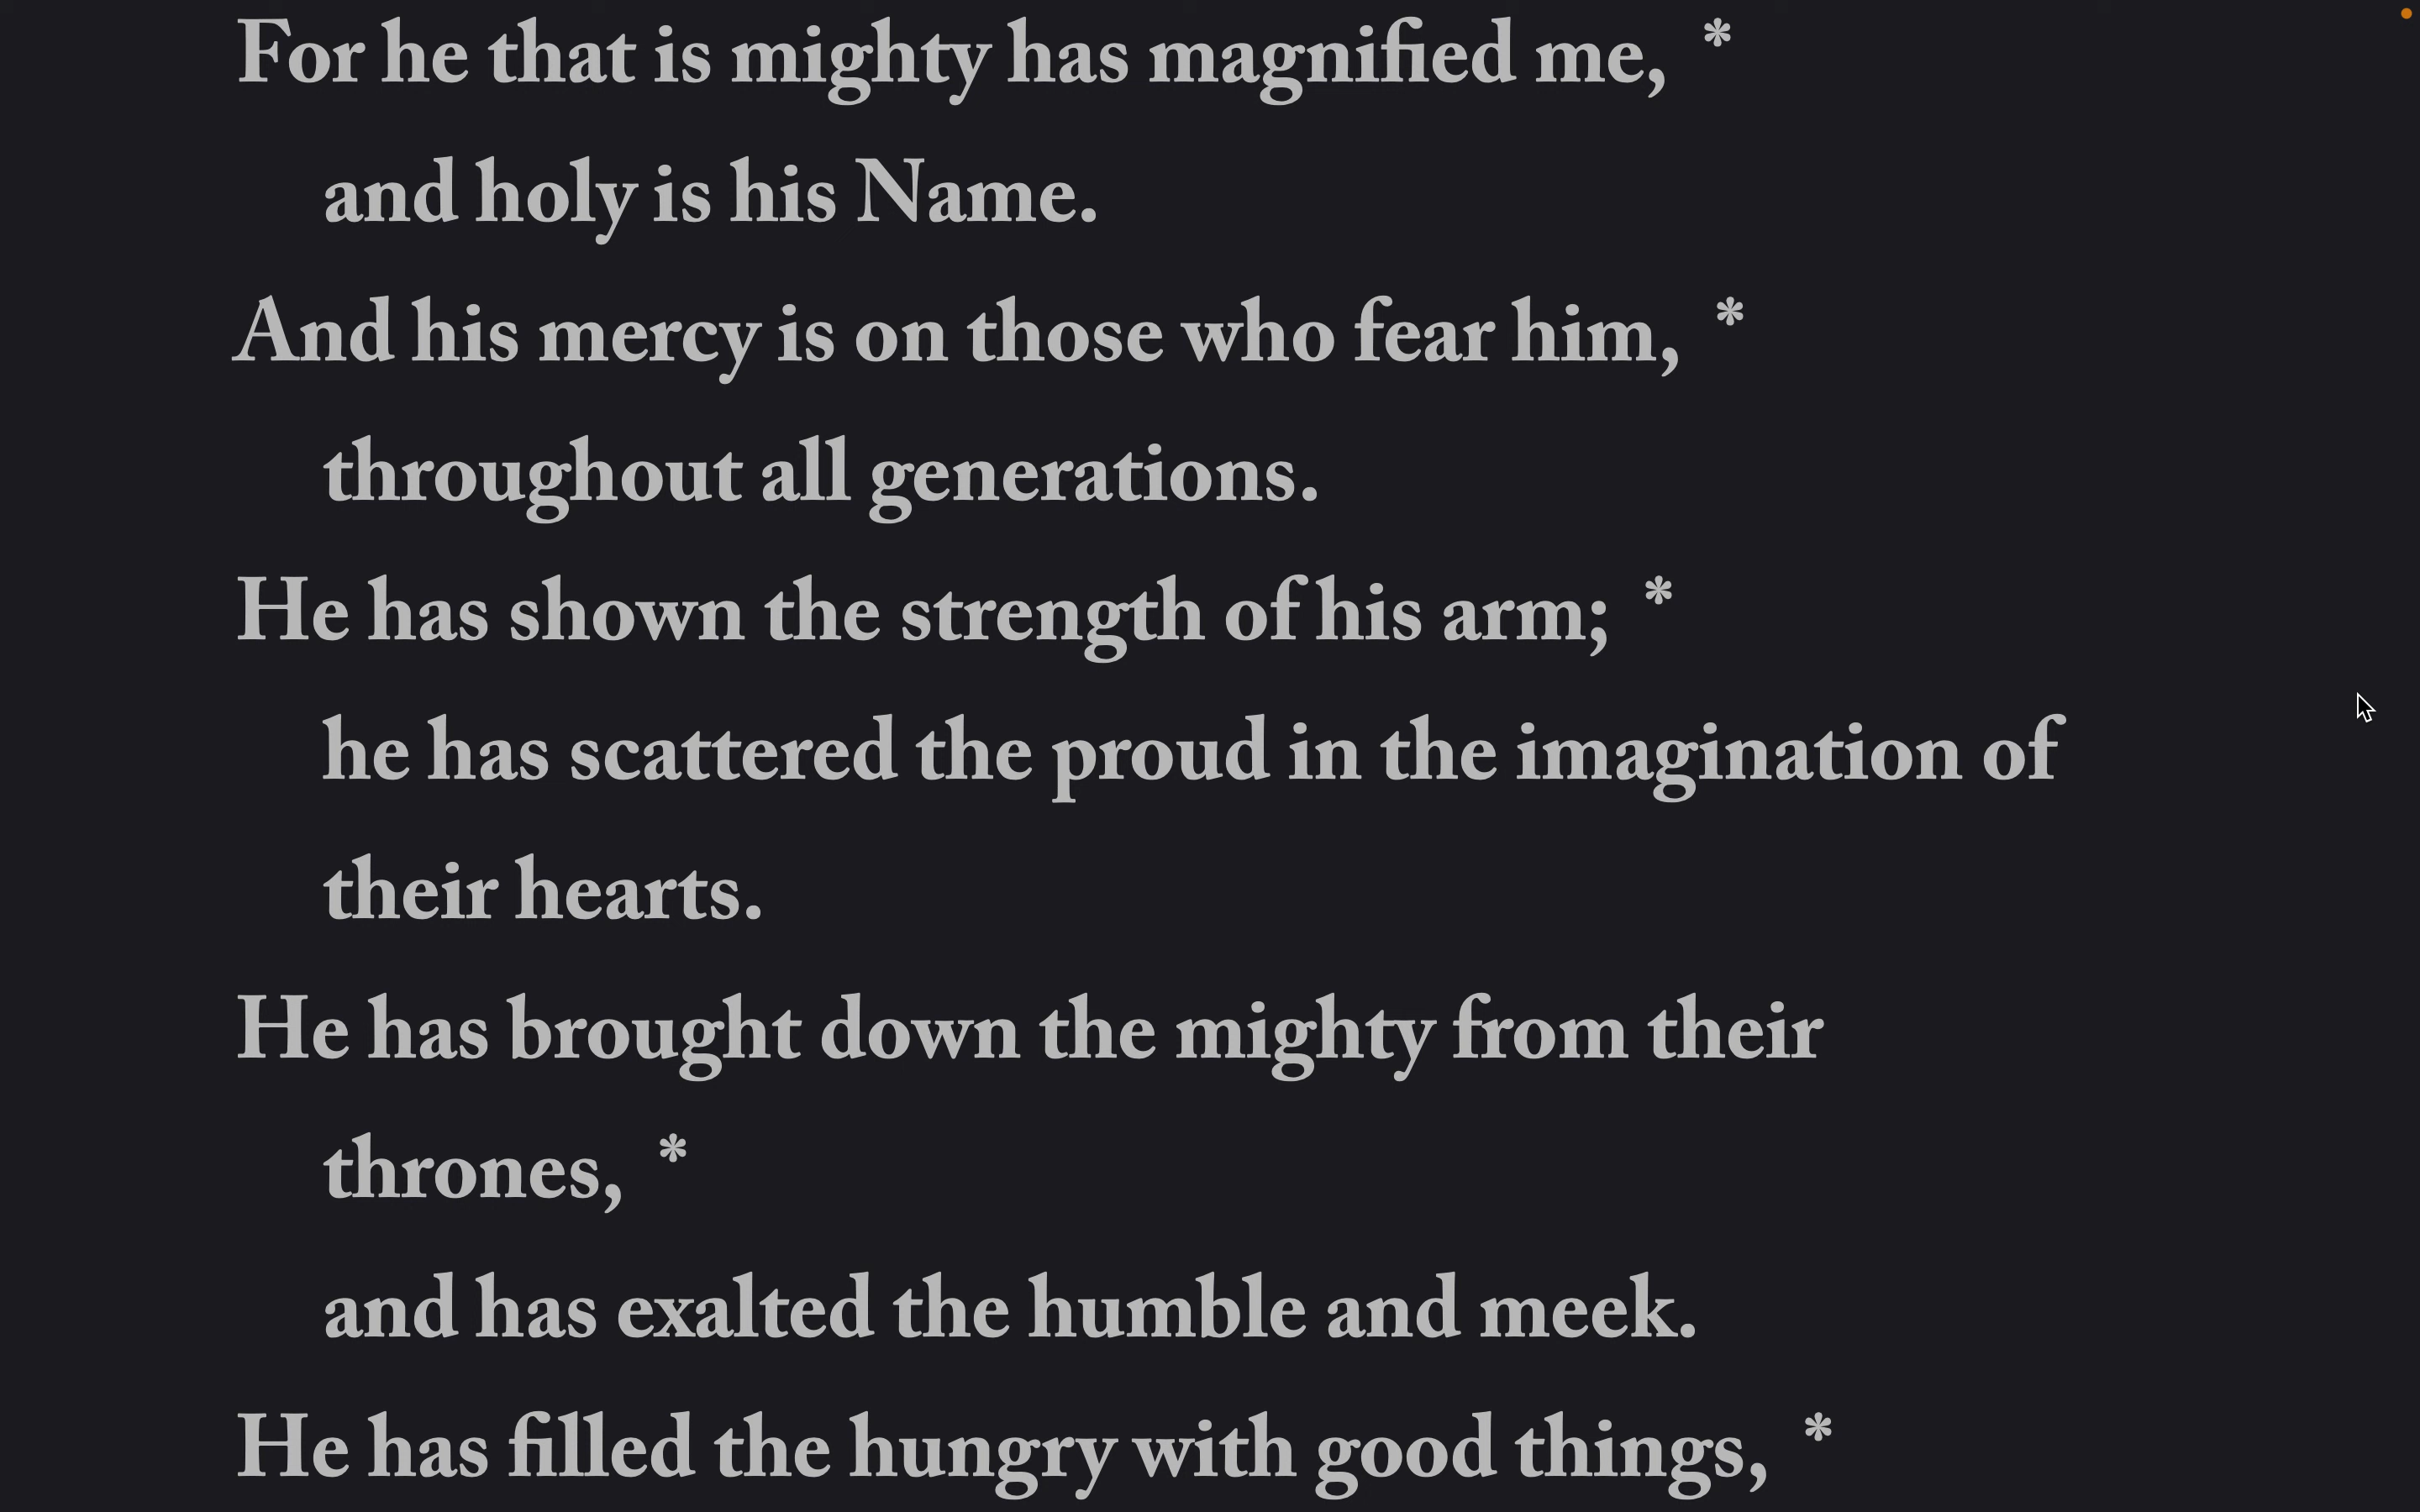 For he that is mighty has magnified me, *
and holy is his Name.
And his mercy is on those who fear him, *
throughout all generations.
He has shown the strength of his arm; *
he has scattered the proud in the imagination of
their hearts.
He has brought down the mighty from their
thrones, *
and has exalted the humble and meek.
He has filled the hungry with good things, *